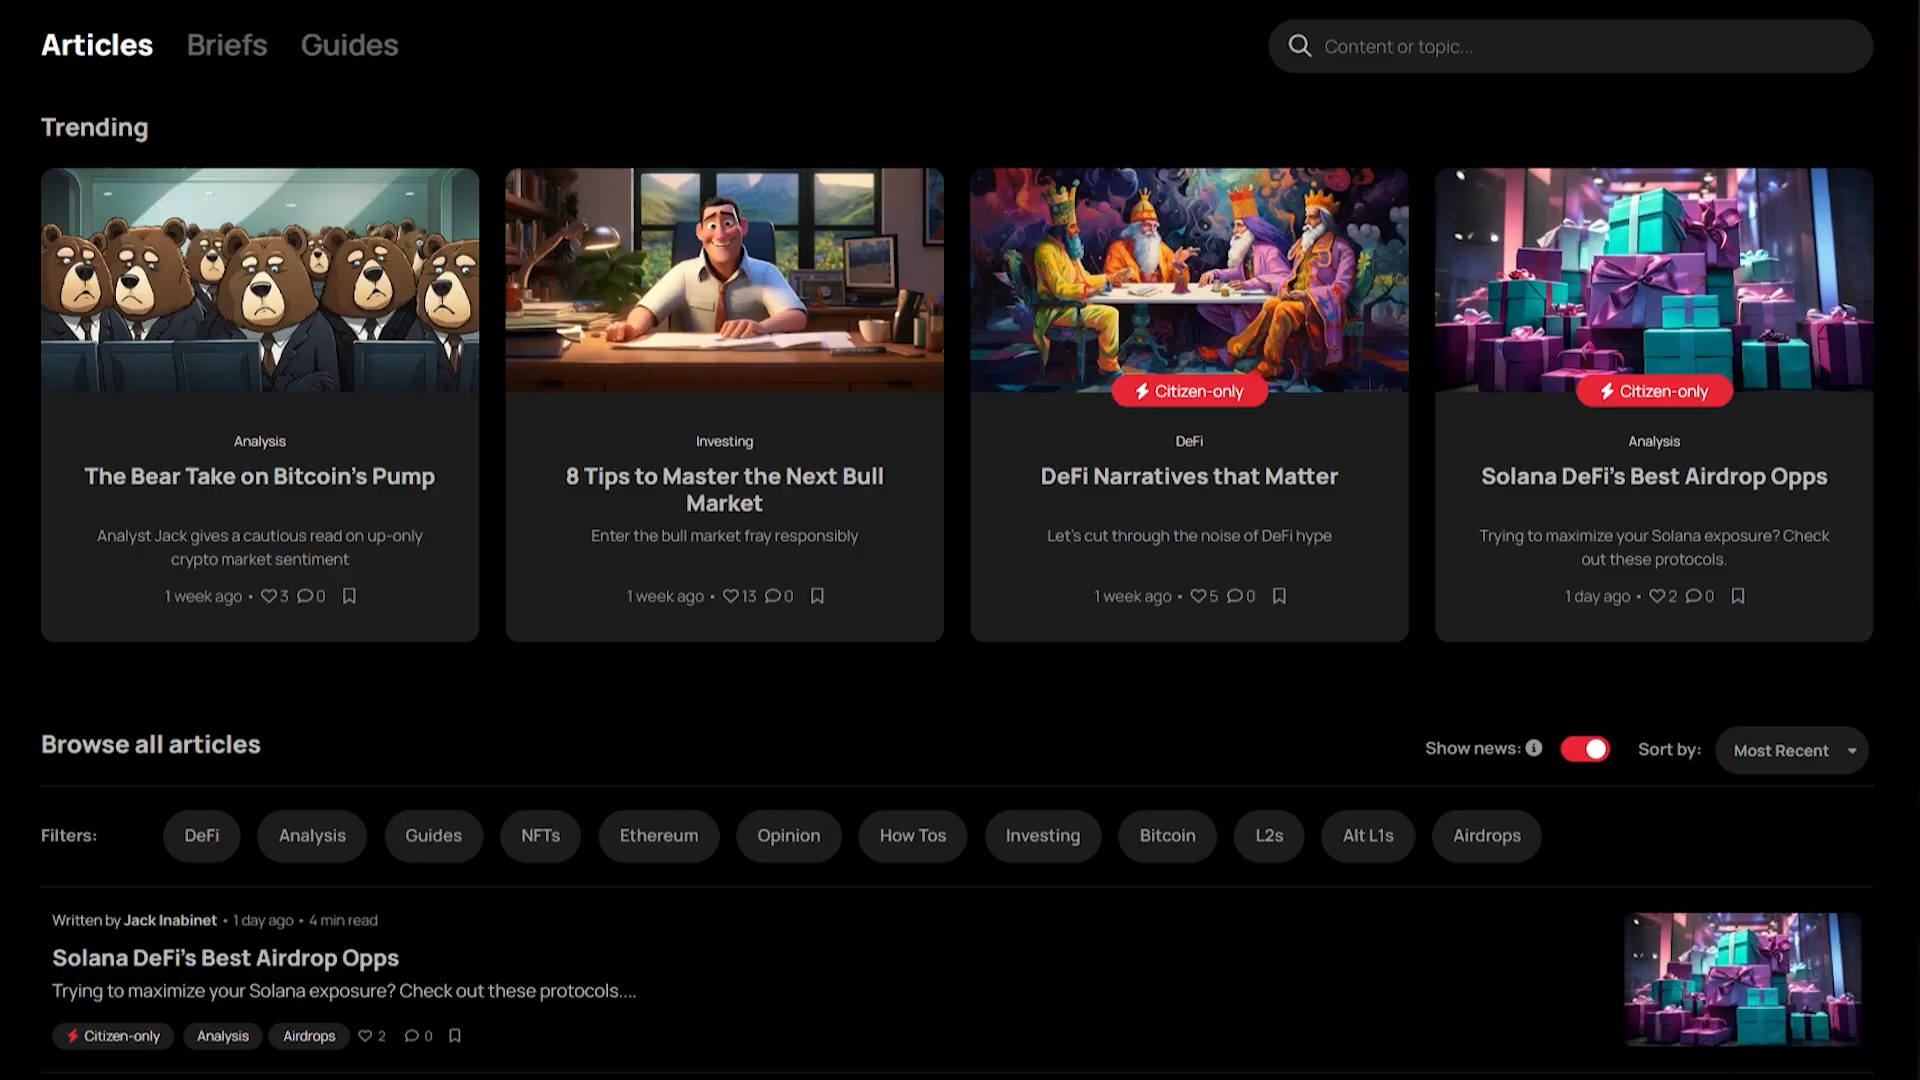 Articles Briefs Guides
Content or topic...
Trending
Analysis
The Bear Take on Bitcoin's Pump
Analyst Jack gives a cautious read on up-only
crypto market sentiment
1 week ago • 3 0
Investing
8 Tips to Master the Next Bull
Market
Enter the bull market fray responsibly
1 week ago • 13 0
Citizen-only
DeFi
DeFi Narratives that Matter
Let's cut through the noise of DeFi hype
1 week ago • 5 0
Citizen-only
Analysis
Solana DeFi's Best Airdrop Opps
Trying to maximize your Solana exposure? Check
out these protocols.
1 day ago • 2 0
Browse all articles
Show news: Sort by: Most Recent
Filters: DeFi Analysis Guides NFTs Ethereum Opinion How Tos Investing Bitcoin L2s Alt L1s Airdrops
Written by Jack Inabinet • 1 day ago • 4 min read
Solana DeFi's Best Airdrop Opps
Trying to maximize your Solana exposure? Check out these protocols....
Citizen-only Analysis Airdrops 2 0